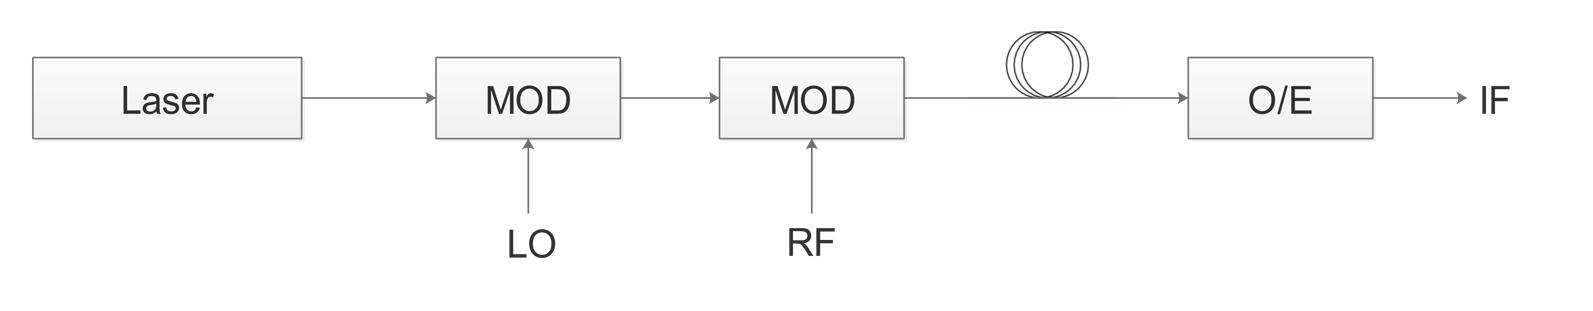 Laser
MOD
MOD
O/E
IF
LO
RF